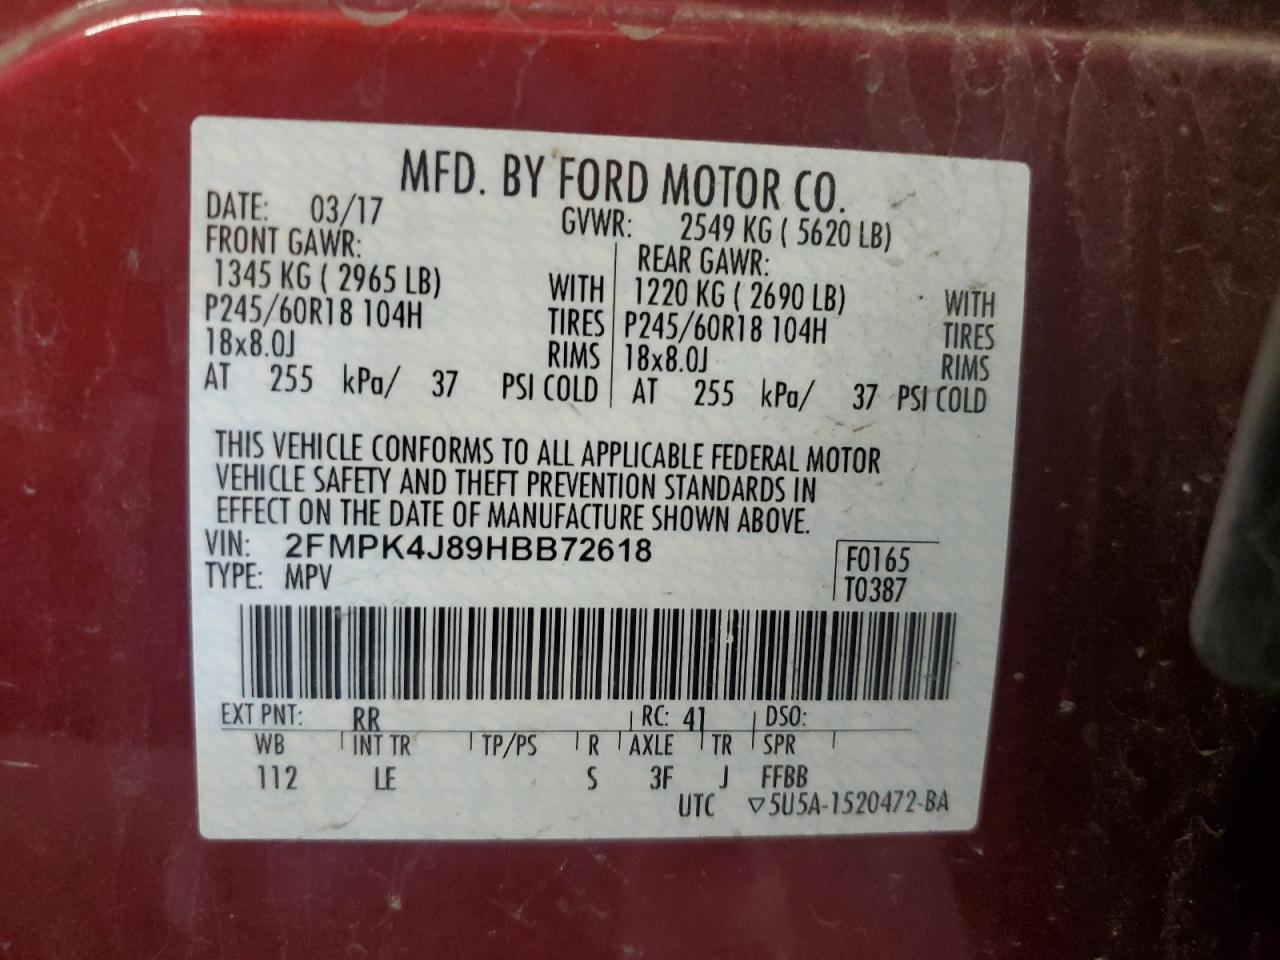 MFD. BY FORD MOTOR CO.
DATE: 03/17 GVWR: 2549 KG ( 5620 LB)
FRONT GAWR: REAR GAWR:
1345 KG ( 2965 LB) WITH 1220 KG ( 2690 LB) WITH
P245/60R18 104H TIRES P245/60R18 104H TIRES
18x8.0J RIMS 18x8.0J RIMS
AT 255 kPa/ 37 PSI COLD AT 255 kPa/ 37 PSI COLD
THIS VEHICLE CONFORMS TO ALL APPLICABLE FEDERAL MOTOR
VEHICLE SAFETY AND THEFT PREVENTION STANDARDS IN
EFFECT ON THE DATE OF MANUFACTURE SHOWN ABOVE.
VIN: 2FMPK4J89HBB72618 F0165
TYPE: MPV T0387
EXT PNT: RR RC: 41 DSO:
WB INT TR TP/PS R AXLE TR SPR
112 LE S 3F J FFBB
UTC ▽5U5A-1520472-BA